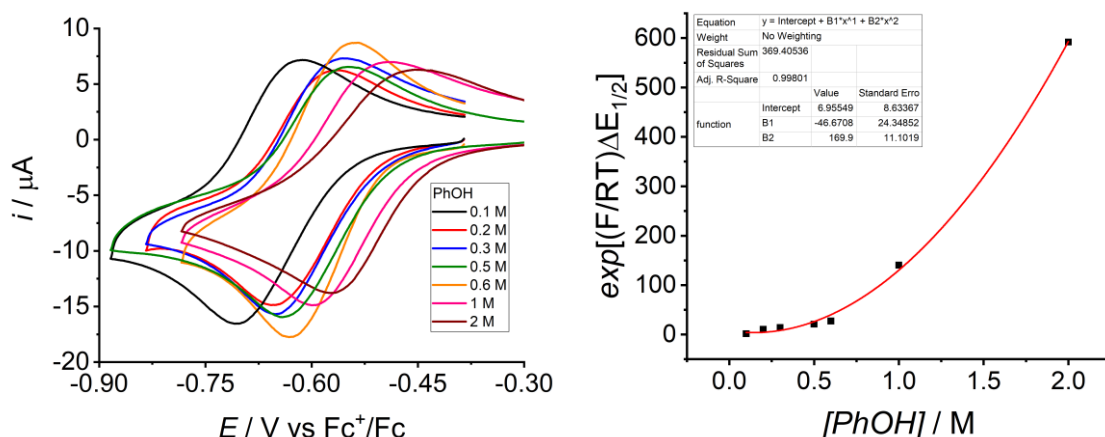 10
5
0
-5
-10
-15
-20
i / μA
PhOH
0.1 M
0.2 M
0.3 M
0.5 M
0.6 M
1 M
2 M
-0.90 -0.75 -0.60 -0.45 -0.30
E / V vs Fc+/Fc
600
500
400
300
200
100
0
exp[(F/RT)ΔE1/2]
Equation y = Intercept + B1*x^1 + B2*x^2
Weight No Weighting
Residual Sum of Squares 369.40536
Adj. R-Square 0.99801
Value Standard Erro
function Intercept 6.95549 8.63367
B1 -46.6708 24.34852
B2 169.9 11.1019
0.0 0.5 1.0 1.5 2.0
[PhOH] / M